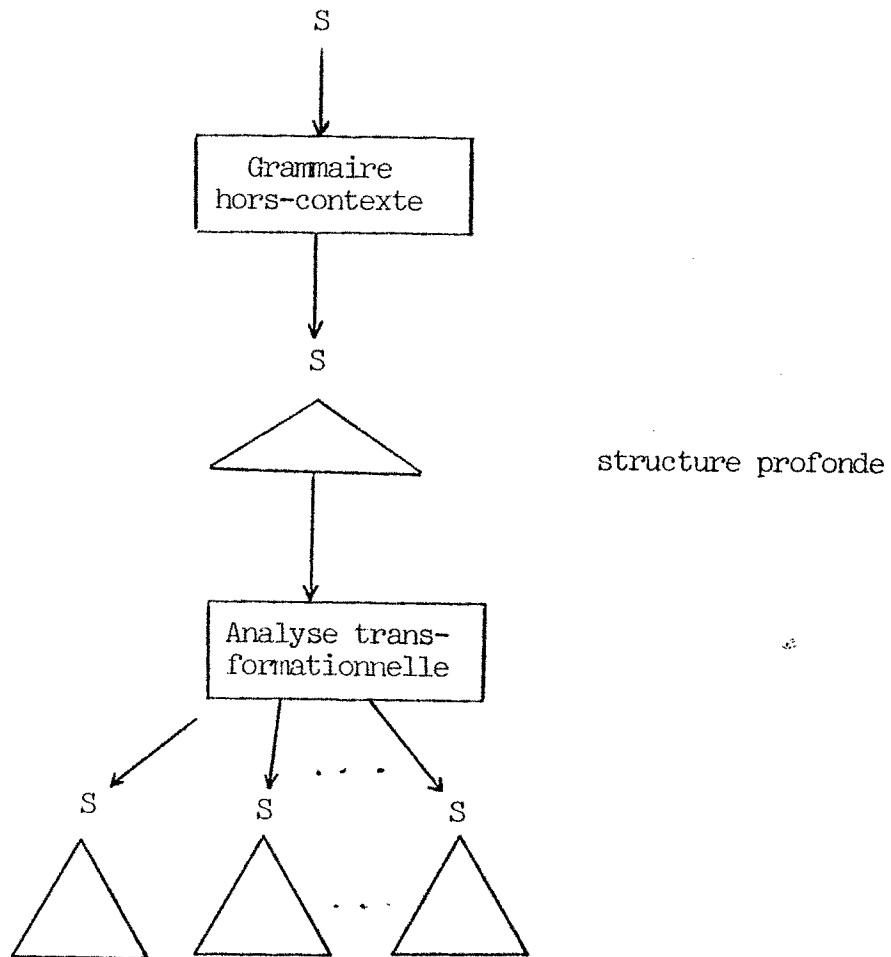 S
Grammaire
hors-contexte
S
structure profonde
Analyse trans-
formationnelle
. . .
S
S
S
. . .